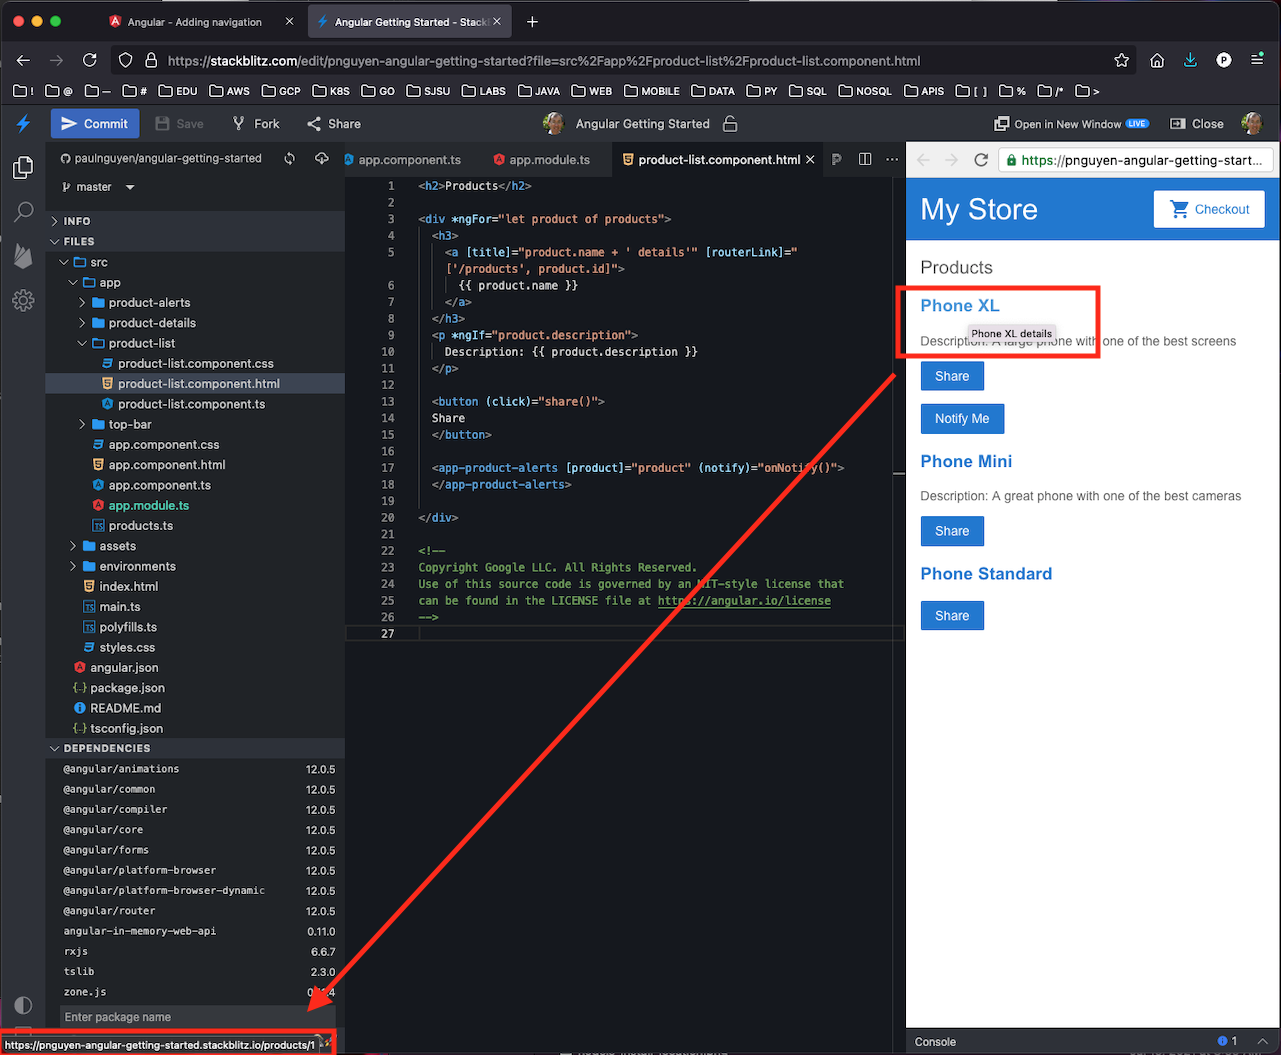 Angular - Adding navigation
Angular Getting Started - Stack
https://stackblitz.com/edit/pnguyen-angular-getting-started?file=src%2Fapp%2Fproduct-list%2Fproduct-list.component.html
P
! @ — # EDU AWS GCP K8S GO SJSU LABS JAVA WEB MOBILE DATA PY SQL NOSQL APIS [ ] % /* >
Commit Save Fork Share Angular Getting Started Open in New Window LIVE Close
paulnguyen/angular-getting-started
master
INFO
FILES
src
app
product-alerts
product-details
product-list
product-list.component.css
product-list.component.html
product-list.component.ts
top-bar
app.component.css
app.component.html
app.component.ts
app.module.ts
products.ts
assets
environments
index.html
main.ts
polyfills.ts
styles.css
angular.json
package.json
README.md
tsconfig.json
DEPENDENCIES
@angular/animations 12.0.5
@angular/common 12.0.5
@angular/compiler 12.0.5
@angular/core 12.0.5
@angular/forms 12.0.5
@angular/platform-browser 12.0.5
@angular/platform-browser-dynamic 12.0.5
@angular/router 12.0.5
angular-in-memory-web-api 0.11.0
rxjs 6.6.7
tslib 2.3.0
zone.js
Enter package name
https://pnguyen-angular-getting-started.stackblitz.io/products/1
app.component.ts app.module.ts product-list.component.html
1 <h2>Products</h2>
2
3 <div *ngFor="let product of products">
4 <h3>
5 <a [title]="product.name + ' details'" [routerLink]="
['/products', product.id]">
6 {{ product.name }}
7 </a>
8 </h3>
9 <p *ngIf="product.description">
10 Description: {{ product.description }}
11 </p>
12
13 <button (click)="share()">
14 Share
15 </button>
16
17 <app-product-alerts [product]="product" (notify)="onNotify()">
18 </app-product-alerts>
19
20 </div>
21
22 <!--
23 Copyright Google LLC. All Rights Reserved.
24 Use of this source code is governed by an MIT-style license that
25 can be found in the LICENSE file at https://angular.io/license
26 -->
27
https://pnguyen-angular-getting-start...
My Store
Checkout
Products
Phone XL
Phone XL details
Description: A large phone with one of the best screens
Share
Notify Me
Phone Mini
Description: A great phone with one of the best cameras
Share
Phone Standard
Share
Console 1